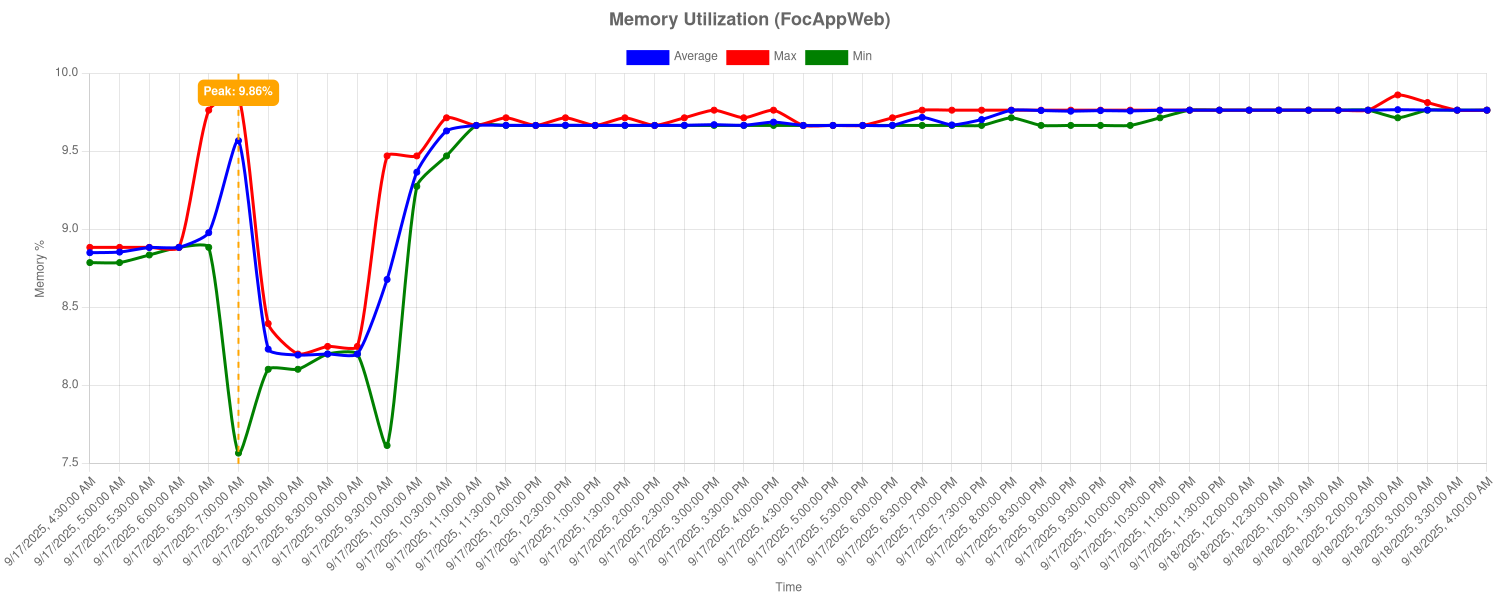 Memory Utilization (FocAppWeb)
Average Max Min
Peak: 9.86%
10.0
9.5
9.0
8.5
8.0
7.5
Memory %
9/17/2025, 4:30:00 AM
9/17/2025, 5:00:00 AM
9/17/2025, 5:30:00 AM
9/17/2025, 6:00:00 AM
9/17/2025, 6:30:00 AM
9/17/2025, 7:00:00 AM
9/17/2025, 7:30:00 AM
9/17/2025, 8:00:00 AM
9/17/2025, 8:30:00 AM
9/17/2025, 9:00:00 AM
9/17/2025, 9:30:00 AM
9/17/2025, 10:00:00 AM
9/17/2025, 10:30:00 AM
9/17/2025, 11:00:00 AM
9/17/2025, 11:30:00 AM
9/17/2025, 12:00:00 PM
9/17/2025, 12:30:00 PM
9/17/2025, 1:00:00 PM
9/17/2025, 1:30:00 PM
9/17/2025, 2:00:00 PM
9/17/2025, 2:30:00 PM
9/17/2025, 3:00:00 PM
9/17/2025, 3:30:00 PM
9/17/2025, 4:00:00 PM
9/17/2025, 4:30:00 PM
9/17/2025, 5:00:00 PM
9/17/2025, 5:30:00 PM
9/17/2025, 6:00:00 PM
9/17/2025, 6:30:00 PM
9/17/2025, 7:00:00 PM
9/17/2025, 7:30:00 PM
9/17/2025, 8:00:00 PM
9/17/2025, 8:30:00 PM
9/17/2025, 9:00:00 PM
9/17/2025, 9:30:00 PM
9/17/2025, 10:00:00 PM
9/17/2025, 10:30:00 PM
9/17/2025, 11:00:00 PM
9/17/2025, 11:30:00 PM
9/18/2025, 12:00:00 AM
9/18/2025, 12:30:00 AM
9/18/2025, 1:00:00 AM
9/18/2025, 1:30:00 AM
9/18/2025, 2:00:00 AM
9/18/2025, 2:30:00 AM
9/18/2025, 3:00:00 AM
9/18/2025, 3:30:00 AM
9/18/2025, 4:00:00 AM
Time